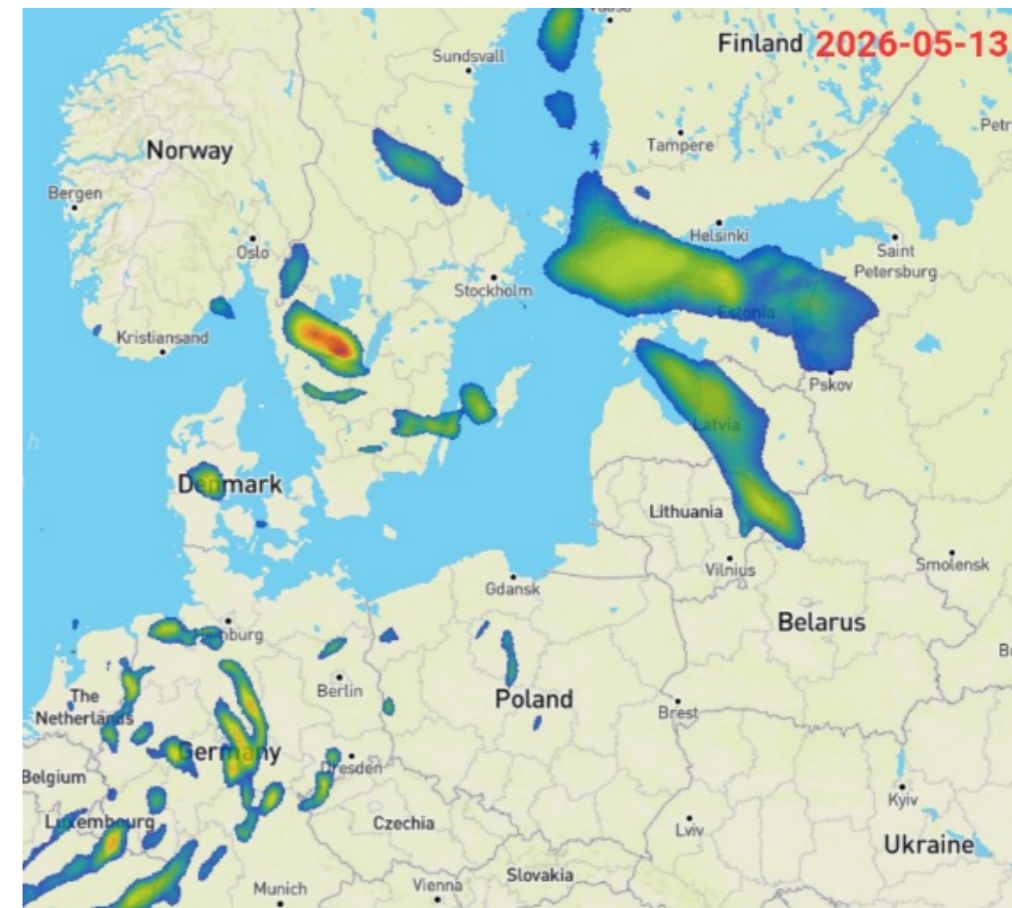 Finland 2026-05-13
Sundsvall
Norway
Tampere
Bergen
Oslo
Helsinki
Saint
Petersburg
Stockholm
Estonia
Kristiansand
Pskov
Latvia
Denmark
Lithuania
Vilnius
Smolensk
Gdansk
Hamburg
Belarus
The
Netherlands
Berlin
Poland
Brest
Germany
Dresden
Belgium
Kyiv
Luxembourg
Czechia
Lviv
Ukraine
Slovakia
Munich
Vienna